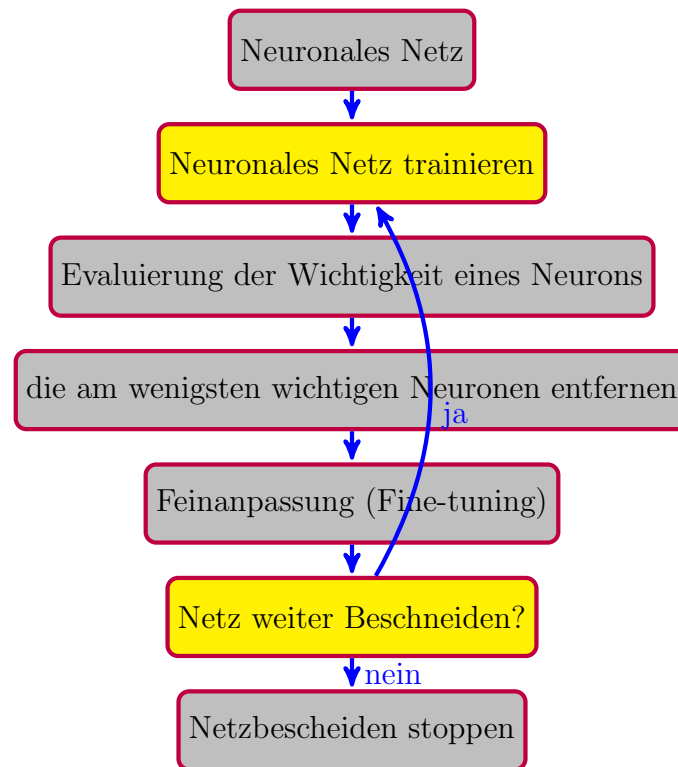 Neuronales Netz
Neuronales Netz trainieren
Evaluierung der Wichtigkeit eines Neurons
die am wenigsten wichtigen Neuronen entfernen
ja
Feinanpassung (Fine-tuning)
Netz weiter Beschneiden?
nein
Netzbescheiden stoppen